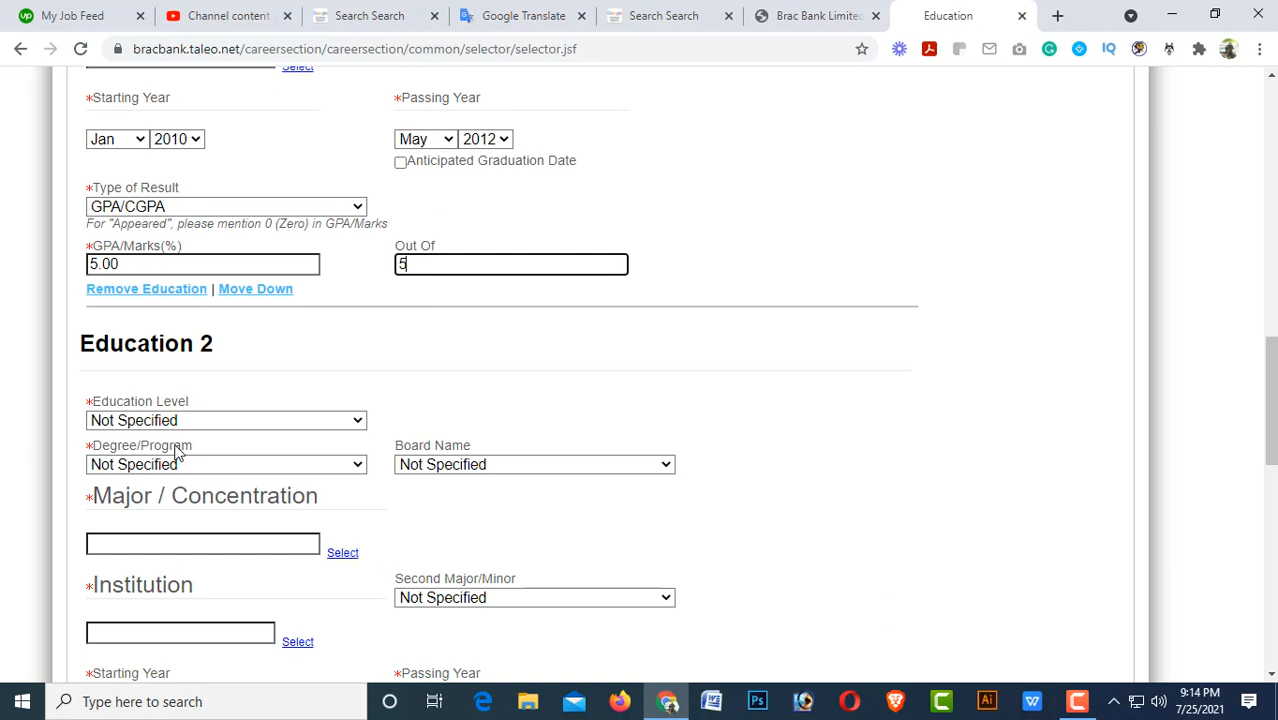 My Job Feed
Channel content
Search Search
Google Translate
Search Search
Brac Bank Limited
Education
bracbank.taleo.net/careersection/careersection/common/selector/selector.jsf
Select
*Starting Year *Passing Year
Jan 2010 May 2012
Anticipated Graduation Date
*Type of Result
GPA/CGPA
For "Appeared", please mention 0 (Zero) in GPA/Marks
*GPA/Marks(%) Out Of
5.00 5
Remove Education | Move Down
Education 2
*Education Level
Not Specified
*Degree/Program Board Name
Not Specified Not Specified
*Major / Concentration
Select
*Institution Second Major/Minor
Not Specified
Select
*Starting Year *Passing Year
Type here to search
9:14 PM
7/25/2021